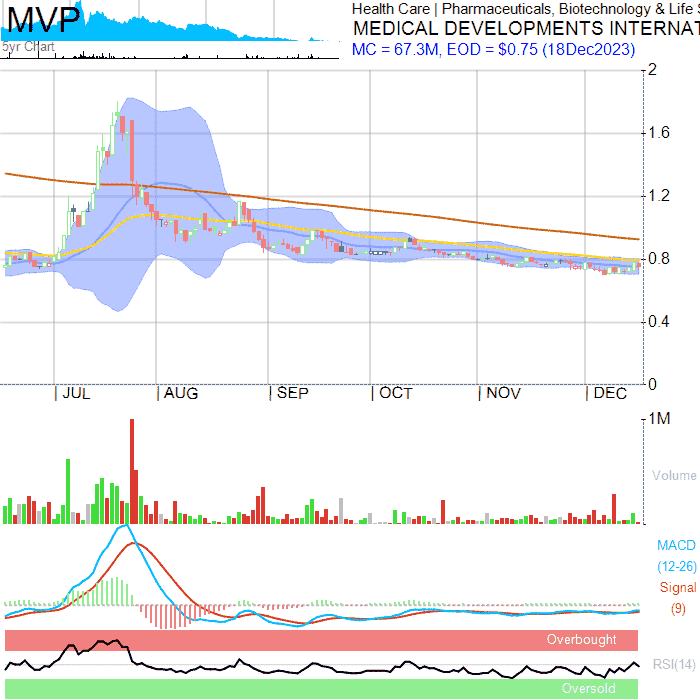 MVP
Health Care | Pharmaceuticals, Biotechnology & Life S
MEDICAL DEVELOPMENTS INTERNAT
5yr Chart
MC = 67.3M, EOD = $0.75 (18Dec2023)
2
1.6
1.2
0.8
0.4
0
JUL
AUG
SEP
OCT
NOV
DEC
1M
Volume
MACD
(12-26)
Signal
(9)
Overbought
RSI(14)
Oversold